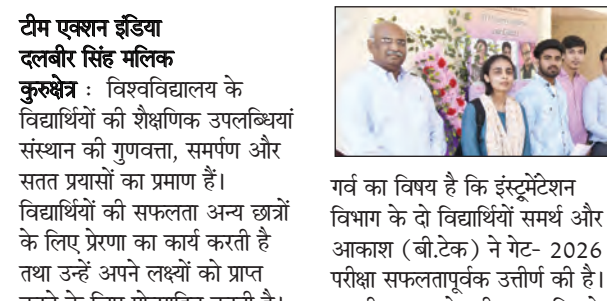 टीम एक्शन इंडिया
दलबीर सिंह मलिक
कुरुक्षेत्र : विश्वविद्यालय के
विद्यार्थियों की शैक्षणिक उपलब्धियां
संस्थान की गुणवत्ता, समर्पण और
सतत प्रयासों का प्रमाण हैं।
विद्यार्थियों की सफलता अन्य छात्रों
के लिए प्रेरणा का कार्य करती है
तथा उन्हें अपने लक्ष्यों को प्राप्त
गर्व का विषय है कि इंस्ट्रूमेंटेशन
विभाग के दो विद्यार्थियों समर्थ और
आकाश (बी.टेक) ने गेट- 2026
परीक्षा सफलतापूर्वक उत्तीर्ण की है।